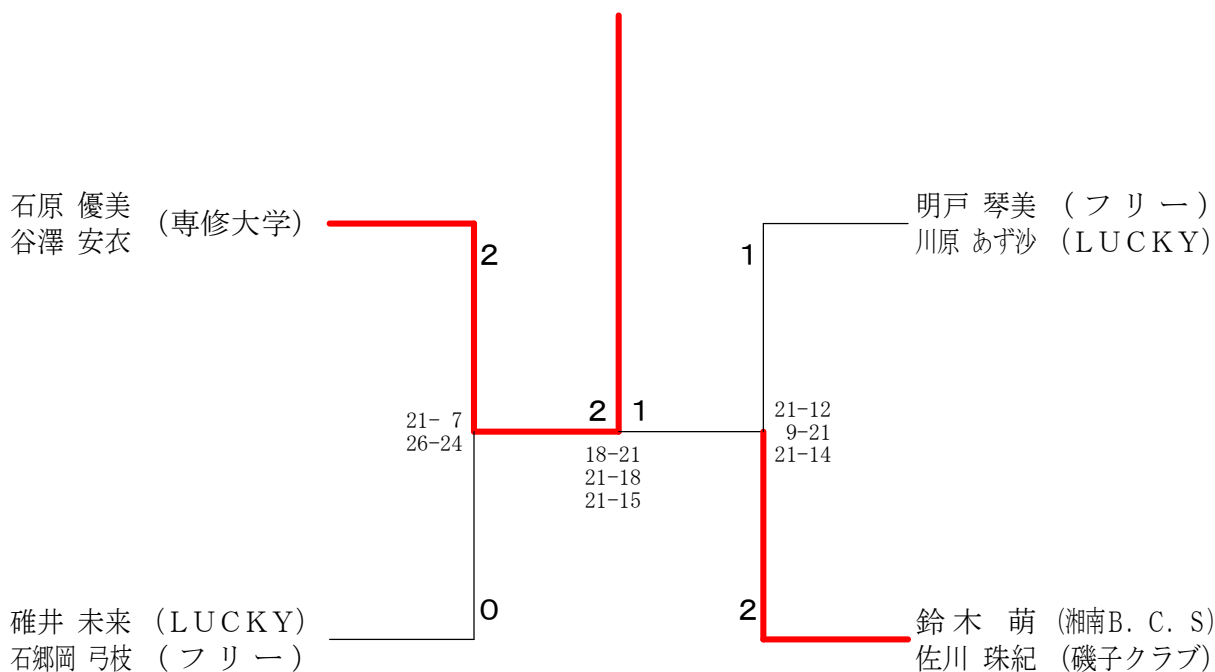 石原 優美
谷澤 安衣
(専修大学)
2
21- 7
26-24
0
碓井 未来 (LUCKY)
石郷岡 弓枝 (フリー)
2 1
18-21
21-18
21-15
明戸 琴美 (フリー)
川原 あず沙 (LUCKY)
1
21-12
9-21
21-14
2
鈴木 萌 (湘南B. C. S)
佐川 珠紀 (磯子クラブ)